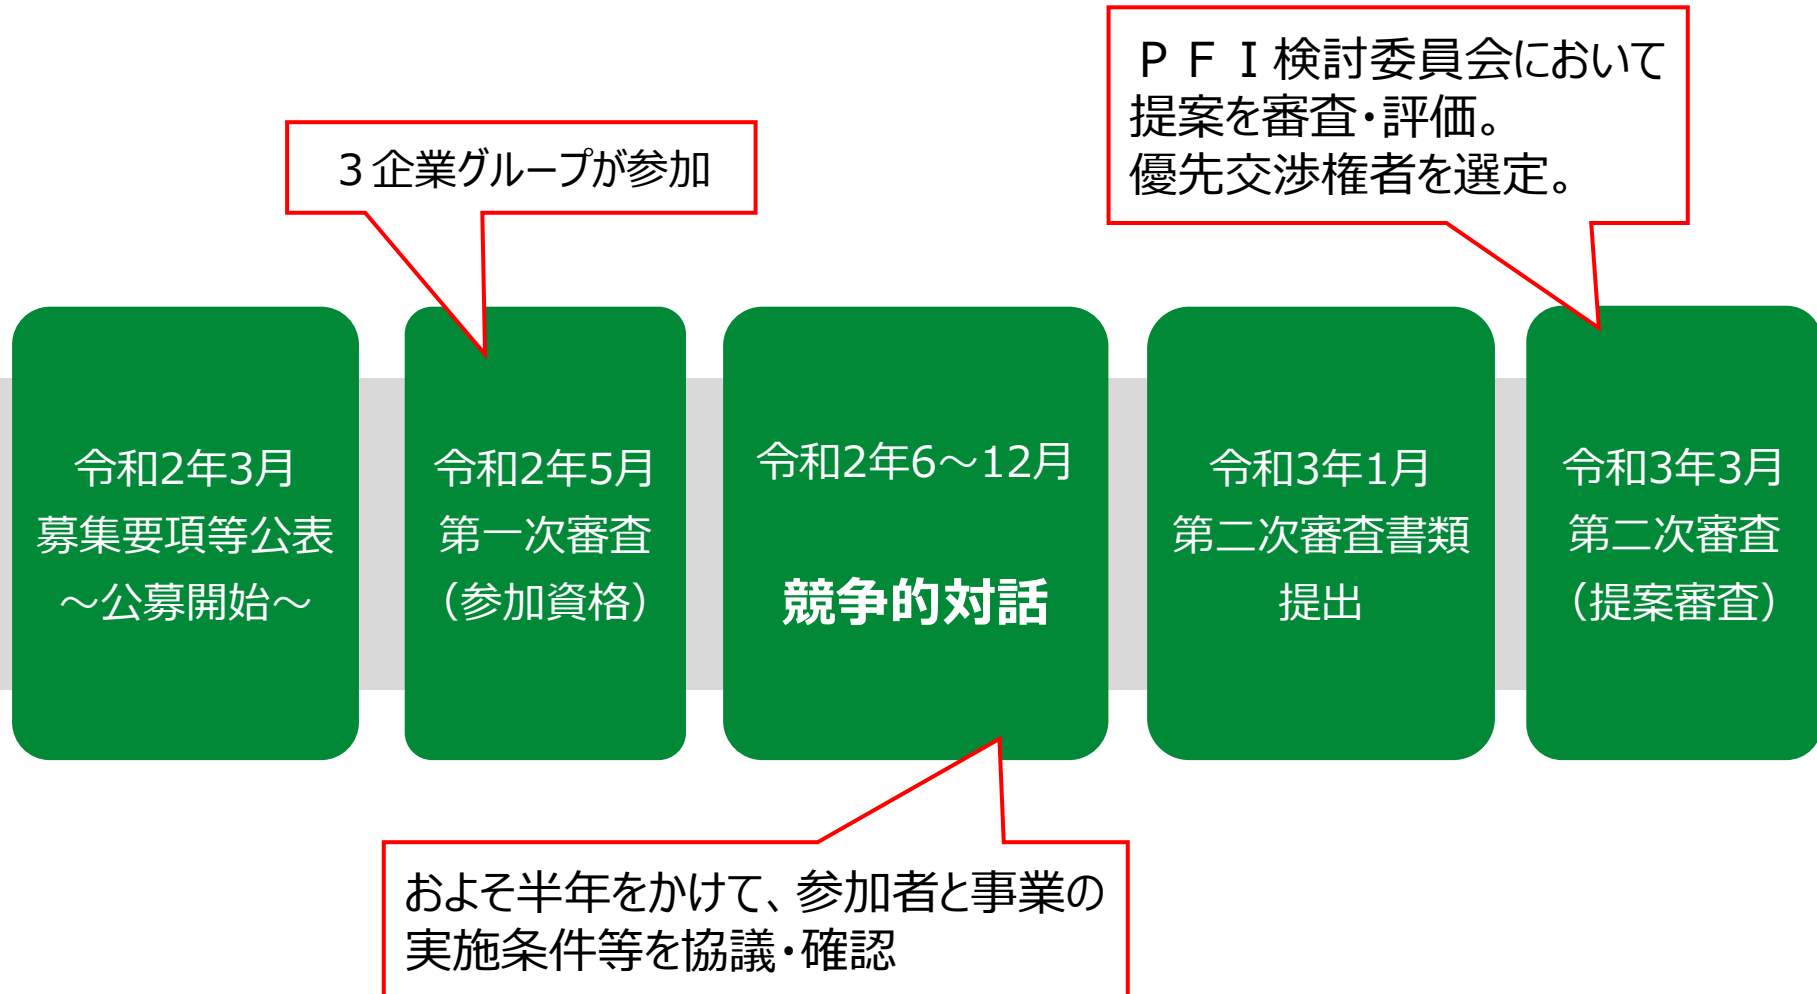 ＰＦＩ検討委員会において
提案を審査・評価。
優先交渉権者を選定。
３企業グループが参加
令和2年3月
募集要項等公表
～公募開始～
令和2年5月
第一次審査
（参加資格）
令和2年6～12月
競争的対話
令和3年1月
第二次審査書類
提出
令和3年3月
第二次審査
（提案審査）
およそ半年をかけて、参加者と事業の
実施条件等を協議・確認